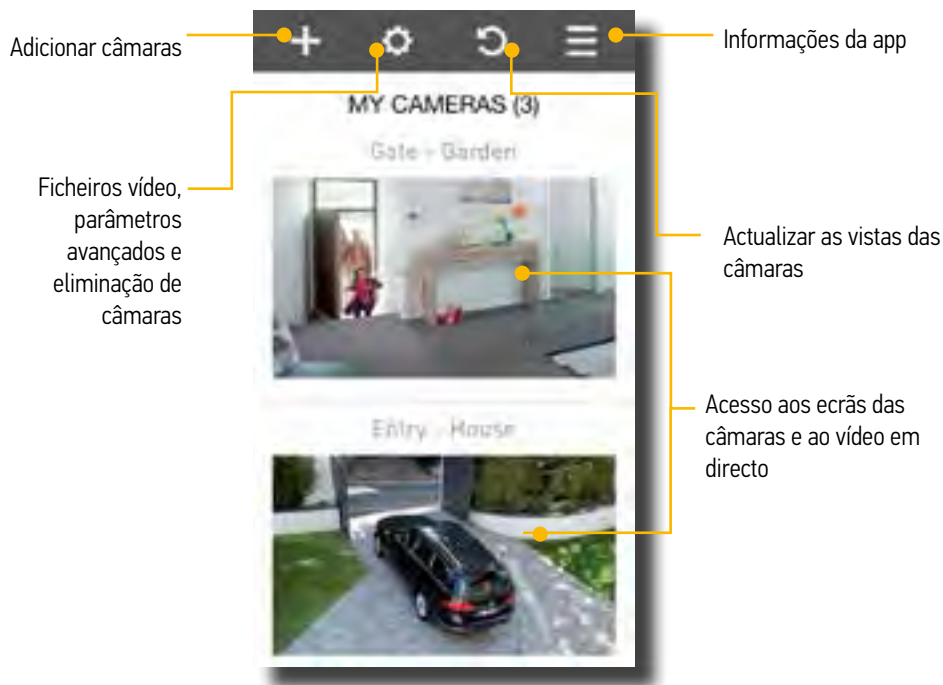 Adicionar câmaras
Informações da app
MY CAMERAS (3)
Gate - Garden
Ficheiros vídeo,
parâmetros
avançados e
eliminação de
câmaras
Actualizar as vistas das
câmaras
Acesso aos ecrãs das
câmaras e ao vídeo em
directo
Entry - House